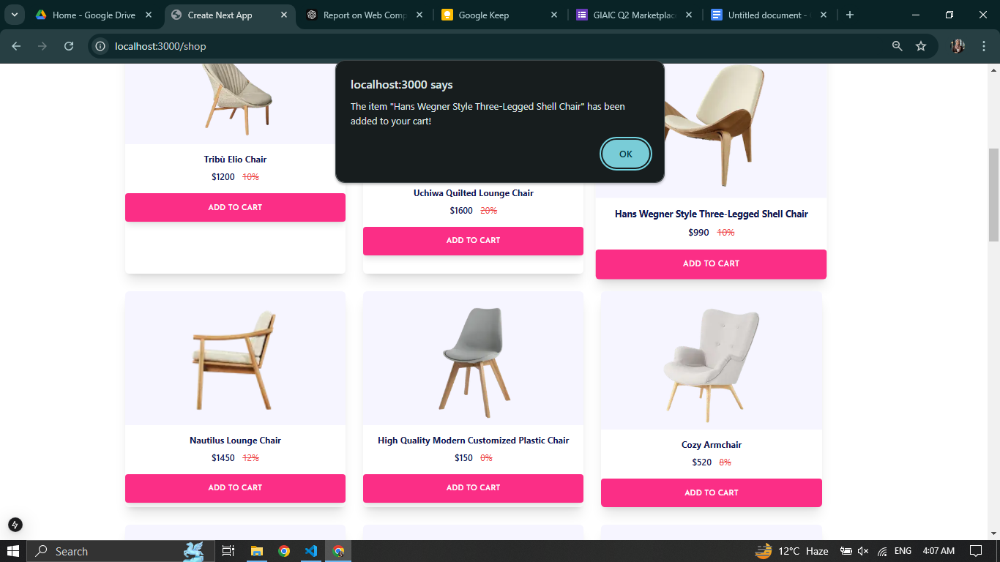 Home - Google Drive
Create Next App
Report on Web Comp
Google Keep
GIAIC Q2 Marketplac
Untitled document -
localhost:3000/shop
localhost:3000 says
The item "Hans Wegner Style Three-Legged Shell Chair" has been
added to your cart!
OK
Tribù Elio Chair
$1200 10%
ADD TO CART
Uchiwa Quilted Lounge Chair
$1600 20%
ADD TO CART
Hans Wegner Style Three-Legged Shell Chair
$990 10%
ADD TO CART
Nautilus Lounge Chair
$1450 12%
ADD TO CART
High Quality Modern Customized Plastic Chair
$150 0%
ADD TO CART
Cozy Armchair
$520 8%
ADD TO CART
Search
12°C Haze
ENG
4:07 AM